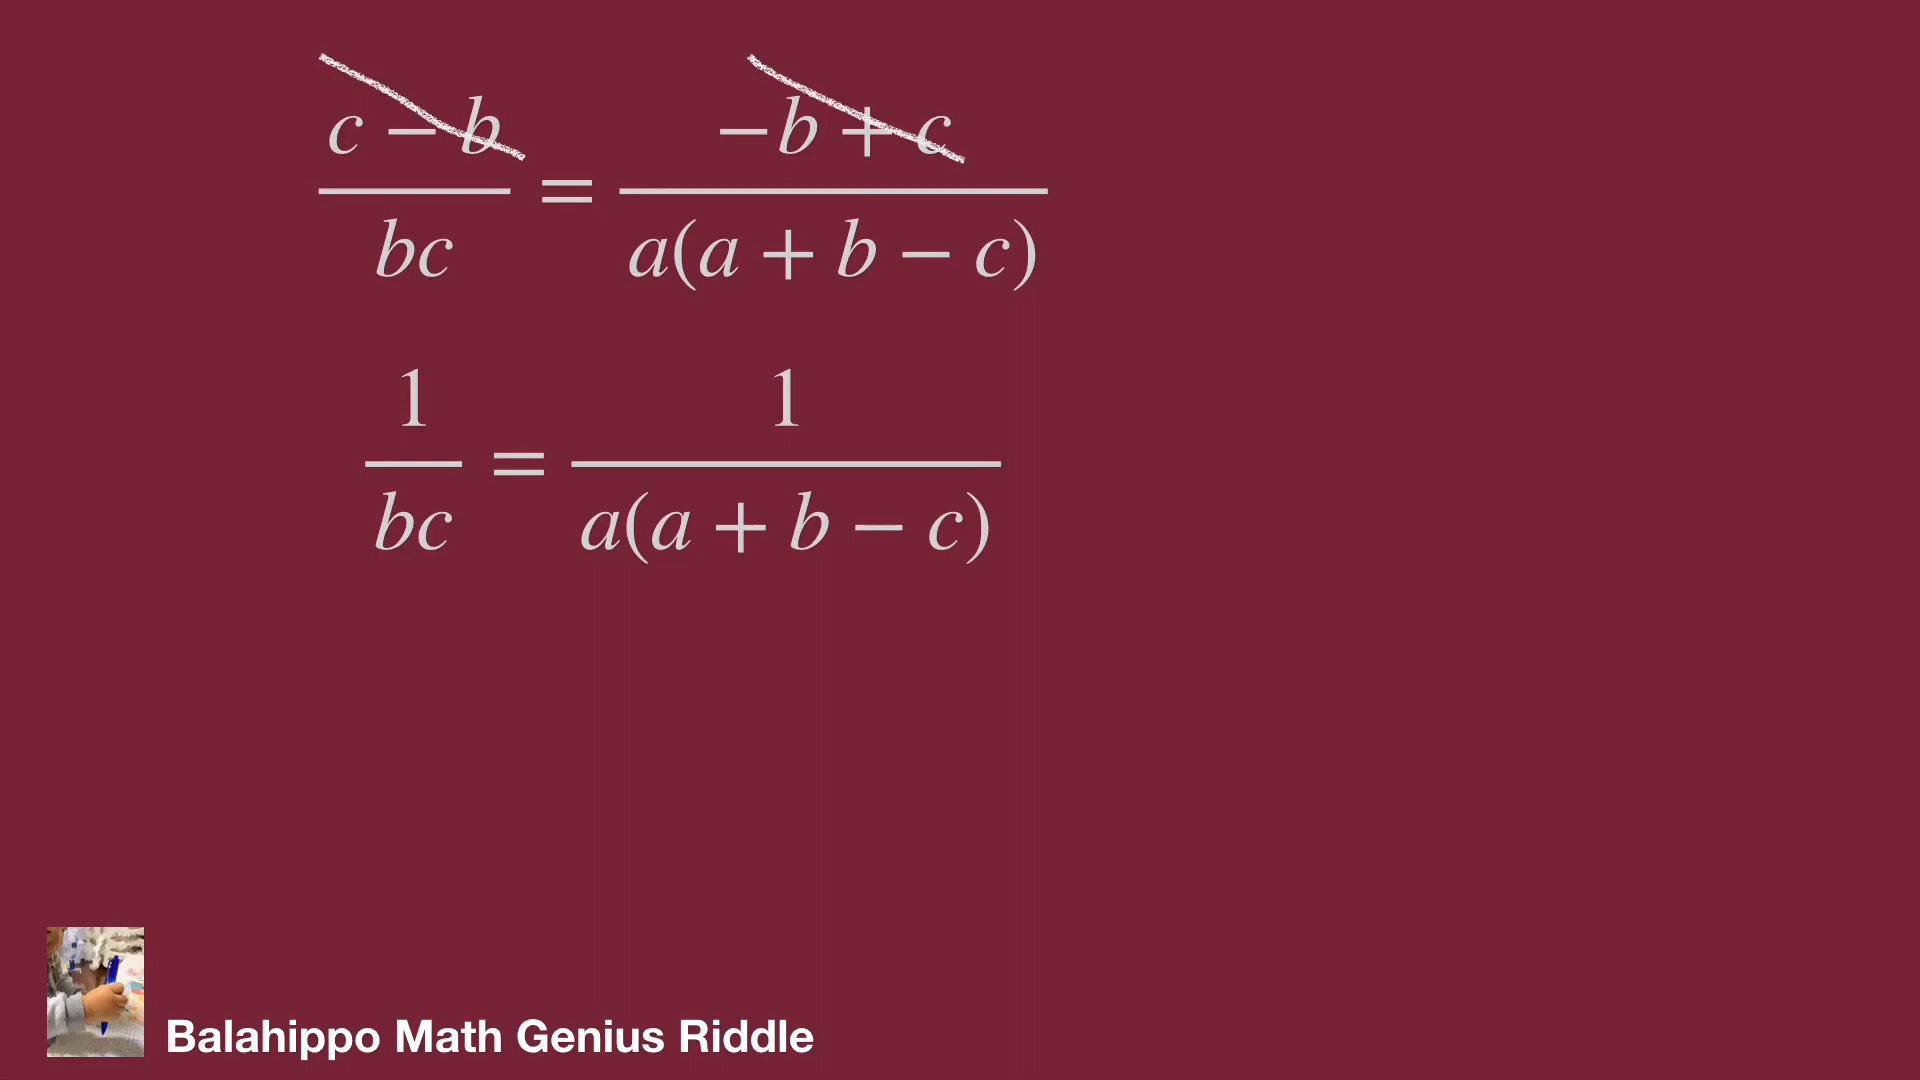 c − b / bc = −b + c / a(a + b − c)
1 / bc = 1 / a(a + b − c)
Balahippo Math Genius Riddle